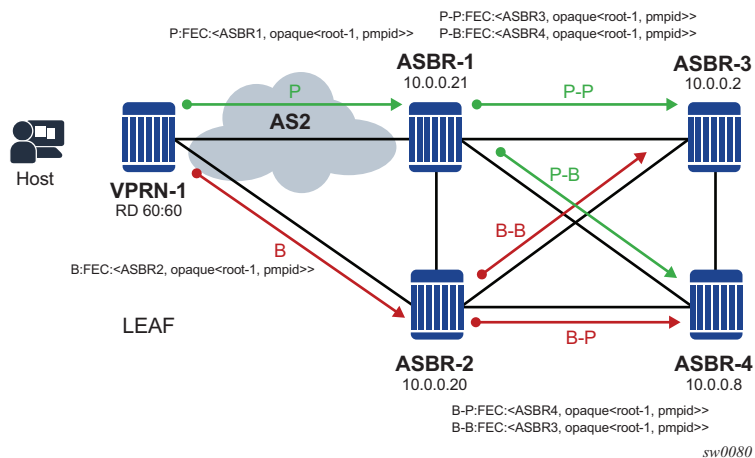 P-P:FEC:<ASBR3, opaque<root-1, pmpid>>
P:FEC:<ASBR1, opaque<root-1, pmpid>>
P-B:FEC:<ASBR4, opaque<root-1, pmpid>>
ASBR-1
10.0.0.21
ASBR-3
10.0.0.2
P
P-P
AS2
Host
VPRN-1
RD 60:60
P-B
B-B
B
B:FEC:<ASBR2, opaque<root-1, pmpid>>
LEAF
B-P
ASBR-2
10.0.0.20
ASBR-4
10.0.0.8
B-P:FEC:<ASBR4, opaque<root-1, pmpid>>
B-B:FEC:<ASBR3, opaque<root-1, pmpid>>
sw0080